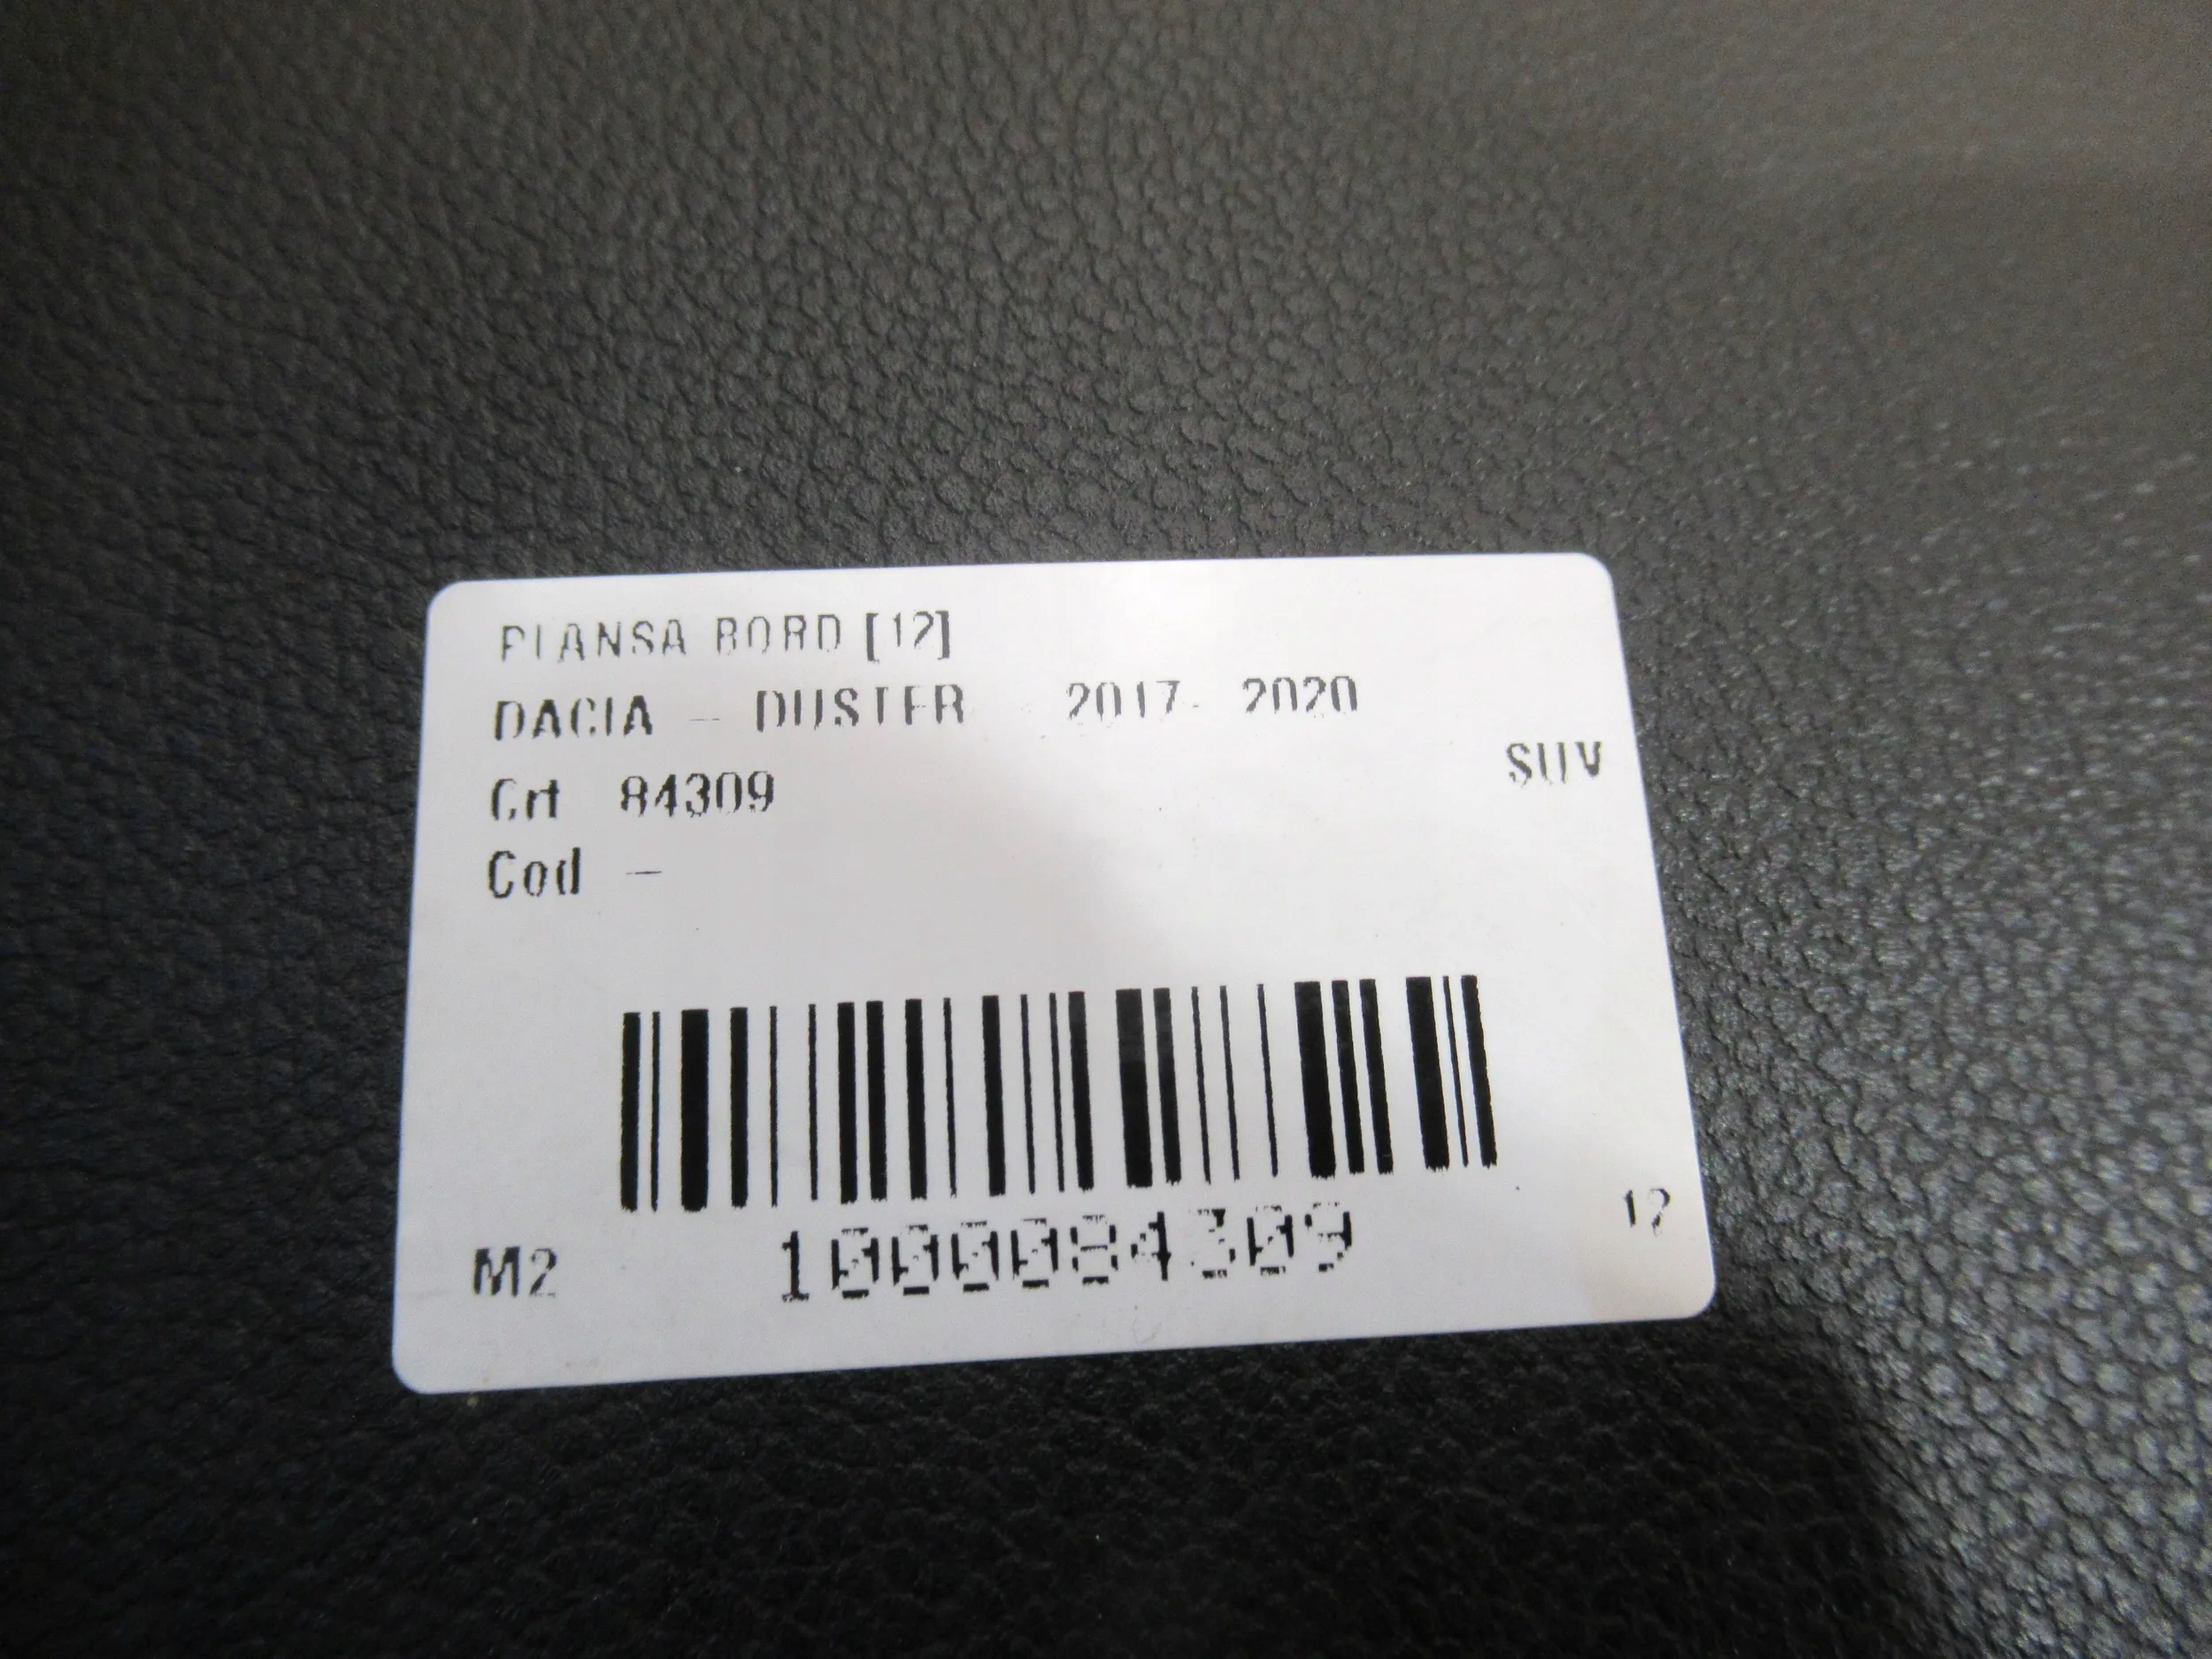 PLANSA BORD [12]
DACIA - DUSTER 2017- 2020
SUV
Crt 84309
Cod -
1000084309
M2
12